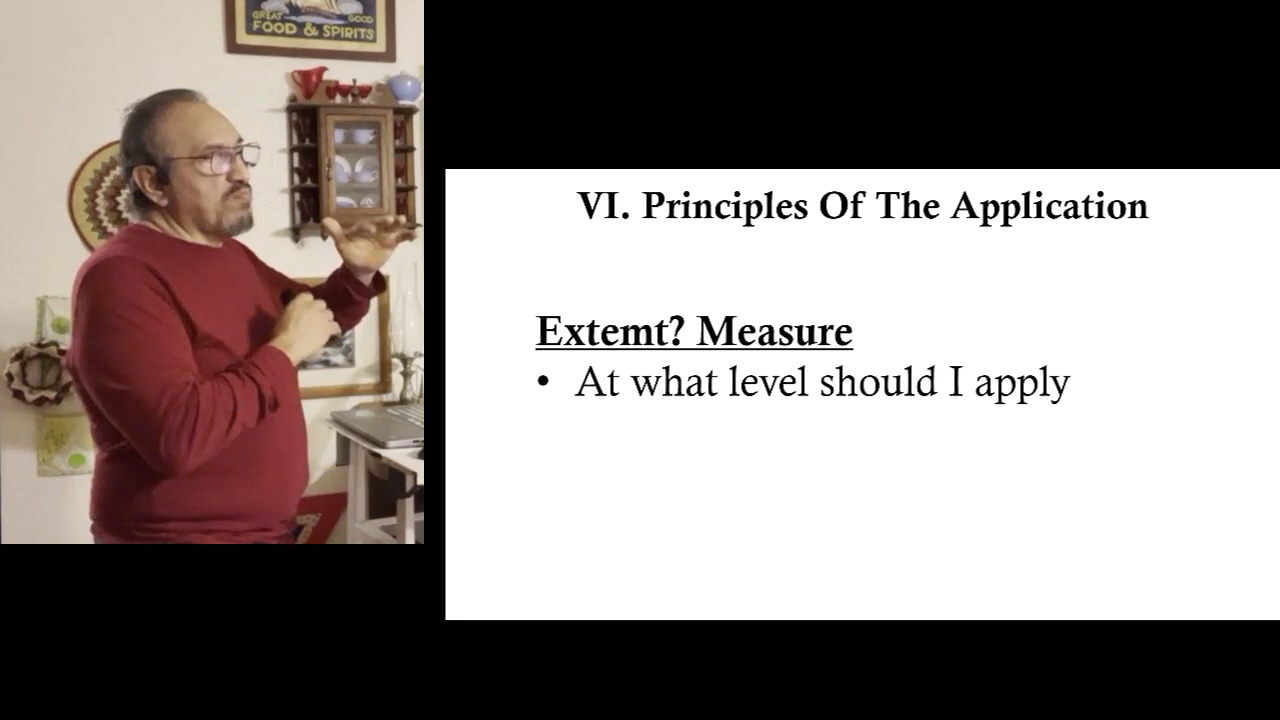 GREAT GOOD
FOOD & SPIRITS
VI. Principles Of The Application
Extemt? Measure
• At what level should I apply